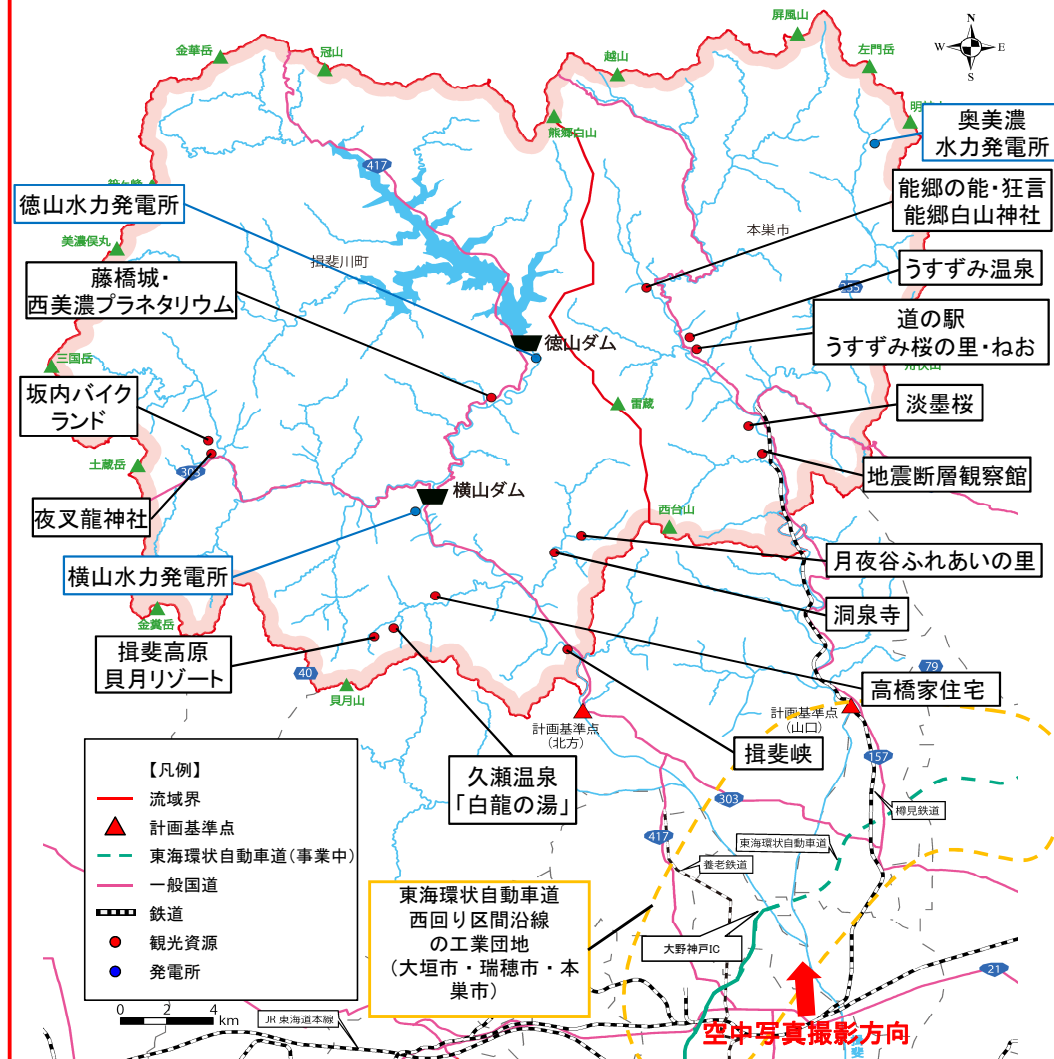 屏風山
N
W
E
S
金華岳
冠山
越山
左門岳
熊郷白山
奥美濃
水力発電所
417
徳山水力発電所
能郷の能・狂言
能郷白山神社
本巣市
美濃俣丸
揖斐川町
藤橋城・
西美濃プラネタリウム
うすずみ温泉
道の駅
うすずみ桜の里・ねお
徳山ダム
三国岳
坂内バイク
ランド
雷蔵
淡墨桜
土蔵岳
303
地震断層観察館
横山ダム
夜叉龍神社
西台山
月夜谷ふれあいの里
横山水力発電所
洞泉寺
金糞岳
揖斐高原
貝月リゾート
40
79
高橋家住宅
貝月山
計画基準点
(北方)
計画基準点
(山口)
揖斐峡
久瀬温泉
「白龍の湯」
157
【凡例】
流域界
計画基準点
東海環状自動車道(事業中)
一般国道
鉄道
観光資源
発電所
303
樽見鉄道
417
東海環状自動車道
養老鉄道
東海環状自動車道
西回り区間沿線
の工業団地
（大垣市・瑞穂市・本
巣市）
大野神戸IC
21
0 4 km
JR 東海道本線
空中写真撮影方向